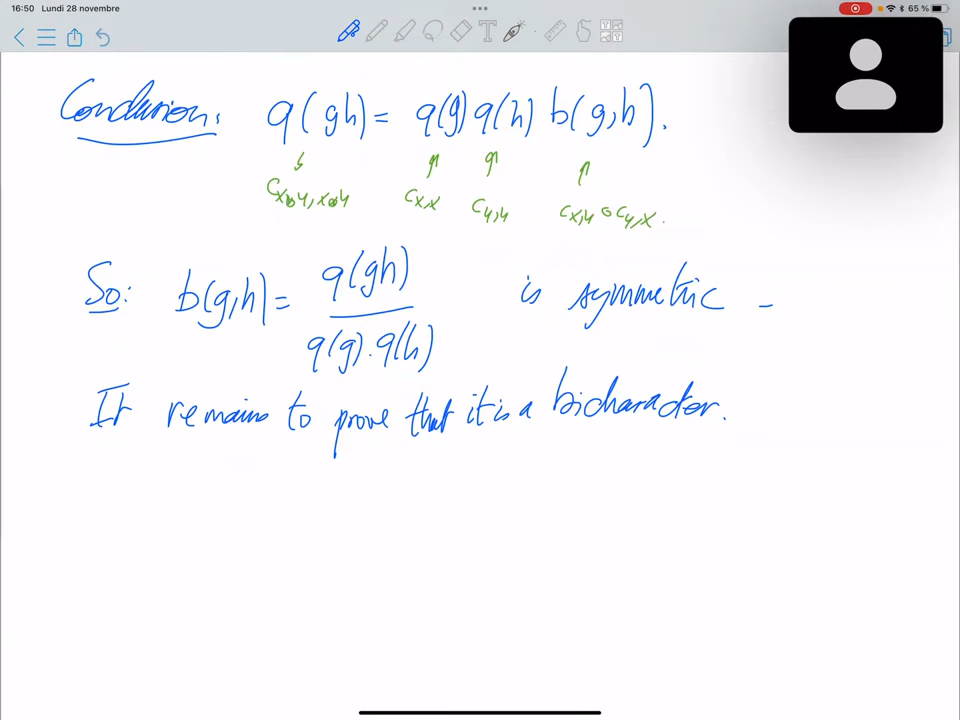 16:50 Lundi 28 novembre 65 %
Conclusion: q(gh) = q(g) q(h) b(g,h).
c_{X⊗Y,X⊗Y} c_{X,X} c_{Y,Y} c_{X,Y} ∘ c_{Y,X}.
So: b(g,h) = q(gh) / q(g).q(h) is symmetric –
It remains to prove that it is a bicharacter.